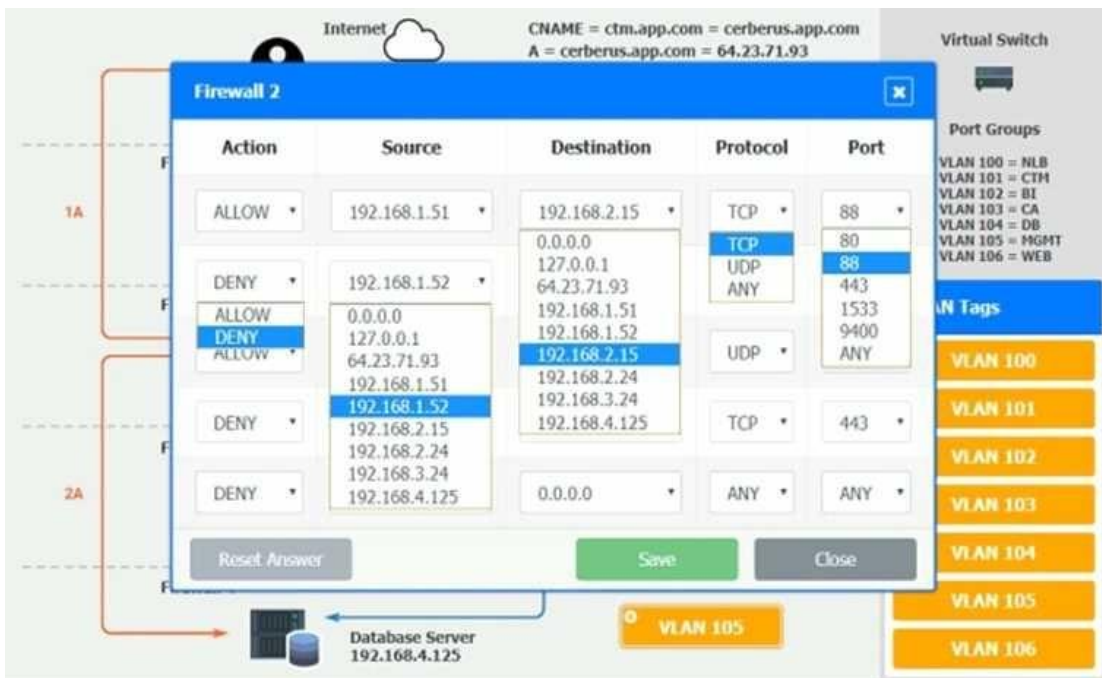 Internet
CNAME = ctm.app.com = cerberus.app.com
A = cerberus.app.com = 64.23.71.93
Virtual Switch
Port Groups
VLAN 100 = NLB
VLAN 101 = CTM
VLAN 102 = BI
VLAN 103 = CA
VLAN 104 = DB
VLAN 105 = MGMT
VLAN 106 = WEB
1A
2A
Firewall 2
Action Source Destination Protocol Port
ALLOW 192.168.1.51 192.168.2.15 TCP 88
0.0.0.0
127.0.0.1
64.23.71.93
192.168.1.51
192.168.1.52
192.168.2.15
192.168.2.24
192.168.3.24
192.168.4.125
TCP
UDP
ANY
80
88
443
1533
9400
ANY
DENY 192.168.1.52
ALLOW
DENY
0.0.0.0
127.0.0.1
64.23.71.93
192.168.1.51
192.168.1.52
192.168.2.15
192.168.2.24
192.168.3.24
192.168.4.125
ALLOW UDP
DENY TCP 443
DENY 0.0.0.0 ANY ANY
Reset Answer Save Close
Tags
VLAN 100
VLAN 101
VLAN 102
VLAN 103
VLAN 104
VLAN 105
VLAN 106
Database Server
192.168.4.125
VLAN 105